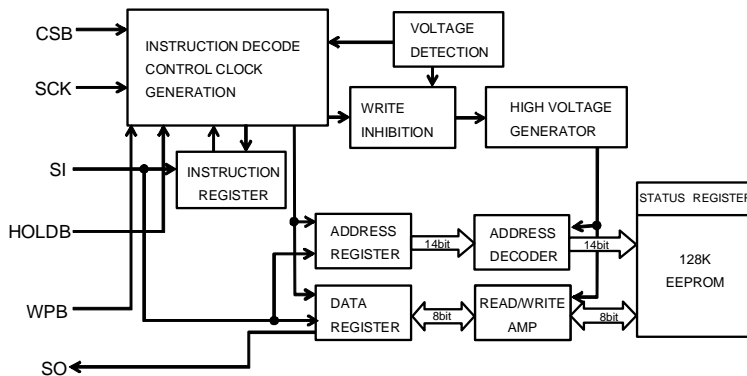 CSB
SCK
SI
HOLDB
WPB
SO
INSTRUCTION DECODE
CONTROL CLOCK
GENERATION
VOLTAGE
DETECTION
WRITE
INHIBITION
HIGH VOLTAGE
GENERATOR
INSTRUCTION
REGISTER
ADDRESS
REGISTER
14bit
ADDRESS
DECODER
14bit
DATA
REGISTER
8bit
READ/WRITE
AMP
8bit
STATUS REGISTER
128K
EEPROM